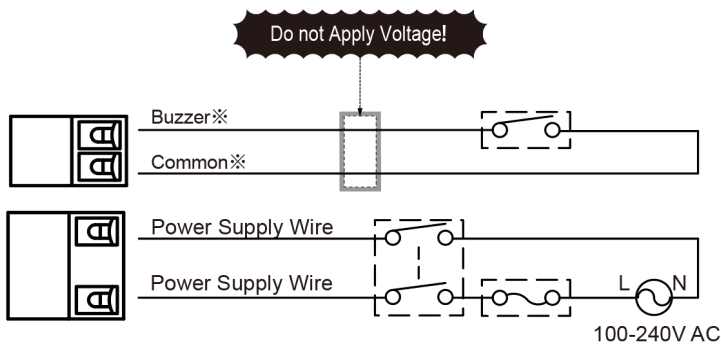 Do not Apply Voltage!
Buzzer※
Common※
Power Supply Wire
Power Supply Wire
L N
100-240V AC